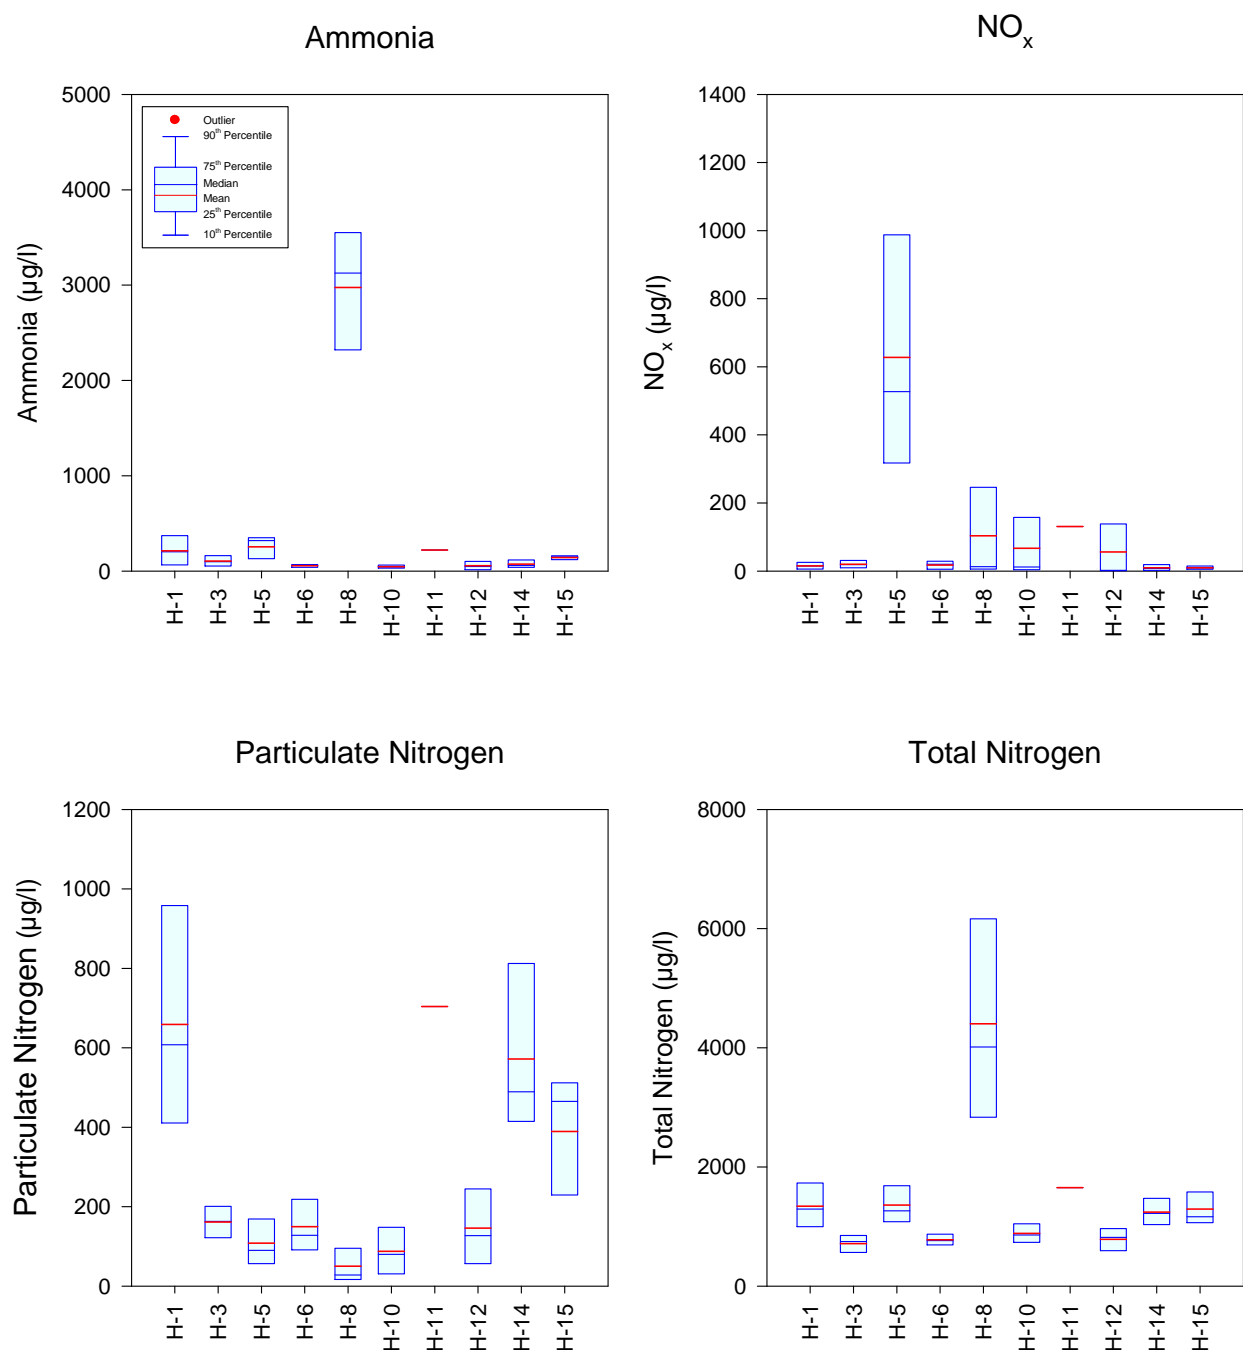 Ammonia
5000
4000
3000
2000
1000
0
Ammonia (µg/l)
Outlier
90th Percentile
75th Percentile
Median
Mean
25th Percentile
10th Percentile
H-1 H-3 H-5 H-6 H-8 H-10 H-11 H-12 H-14 H-15
NOx
1400
1200
1000
800
600
400
200
0
NOx (µg/l)
H-1 H-3 H-5 H-6 H-8 H-10 H-11 H-12 H-14 H-15
Particulate Nitrogen
1200
1000
800
600
400
200
0
Particulate Nitrogen (µg/l)
H-1 H-3 H-5 H-6 H-8 H-10 H-11 H-12 H-14 H-15
Total Nitrogen
8000
6000
4000
2000
0
Total Nitrogen (µg/l)
H-1 H-3 H-5 H-6 H-8 H-10 H-11 H-12 H-14 H-15